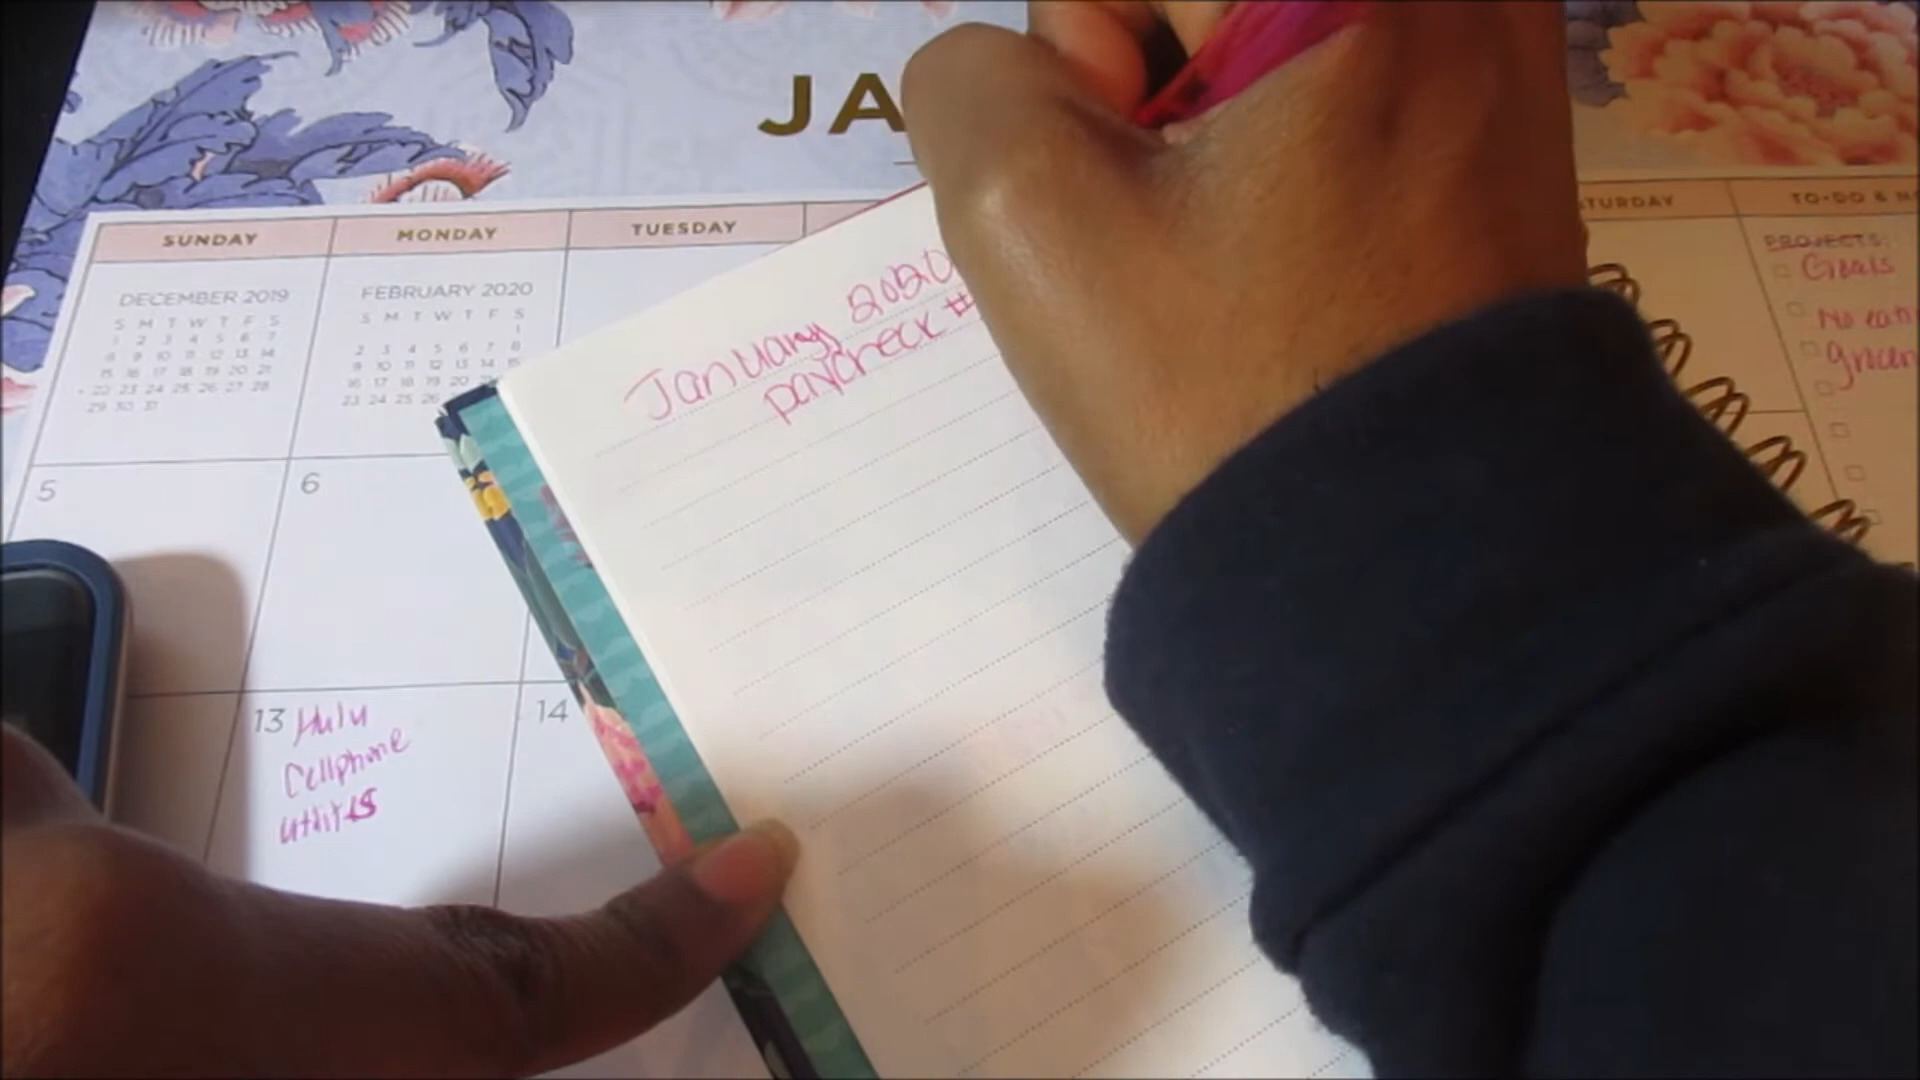 JA
SUNDAY MONDAY TUESDAY TURDAY TO-DO & N
DECEMBER 2019
S M T W T F S
1 2 3 4 5 6 7
8 9 10 11 12 13 14
15 16 17 18 19 20 21
22 23 24 25 26 27 28
29 30 31
FEBRUARY 2020
S M T W T F S
1
2 3 4 5 6 7 8
9 10 11 12 13 14 15
16 17 18 19 20
23 24 25 26
PROJECTS:
Goals
No eatin
January 2020
paycheck #
5
6
13 Hulu
Cellphone
14